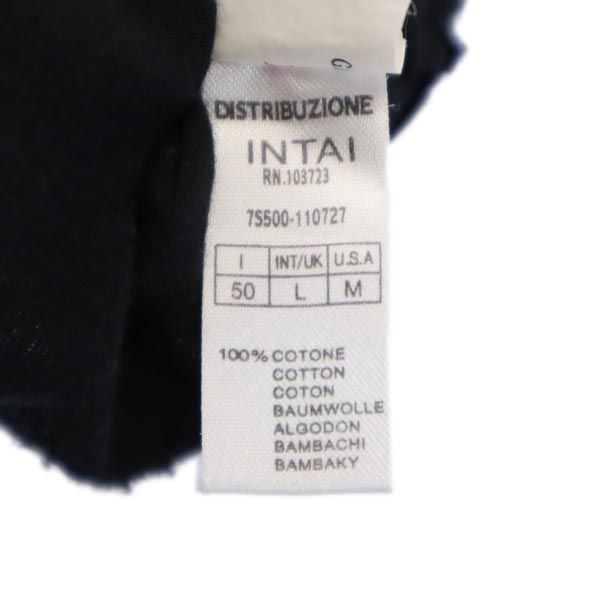 G
DISTRIBUZIONE
INTAI
RN.103723
7S500-110727
I INT/UK U.S.A
50 L M
100% COTONE
COTTON
COTON
BAUMWOLLE
ALGODON
BAMBACHI
BAMBAKY